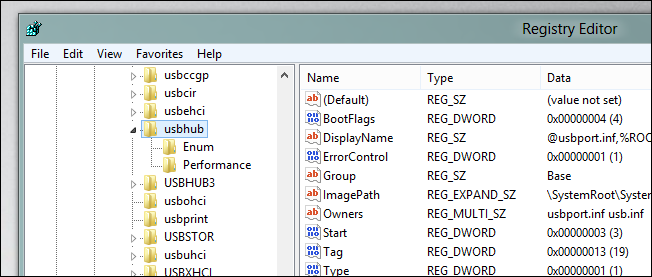 Registry Editor
File Edit View Favorites Help
usbccgp
usbcir
usbehci
usbhub
Enum
Performance
USBHUB3
usbohci
usbprint
USBSTOR
usbuhci
USBXHCI
Name Type Data
(Default) REG_SZ (value not set)
BootFlags REG_DWORD 0x00000004 (4)
DisplayName REG_SZ @usbport.inf,%ROO
ErrorControl REG_DWORD 0x00000001 (1)
Group REG_SZ Base
ImagePath REG_EXPAND_SZ \SystemRoot\System
Owners REG_MULTI_SZ usbport.inf usb.inf
Start REG_DWORD 0x00000003 (3)
Tag REG_DWORD 0x00000013 (19)
Type REG_DWORD 0x00000001 (1)